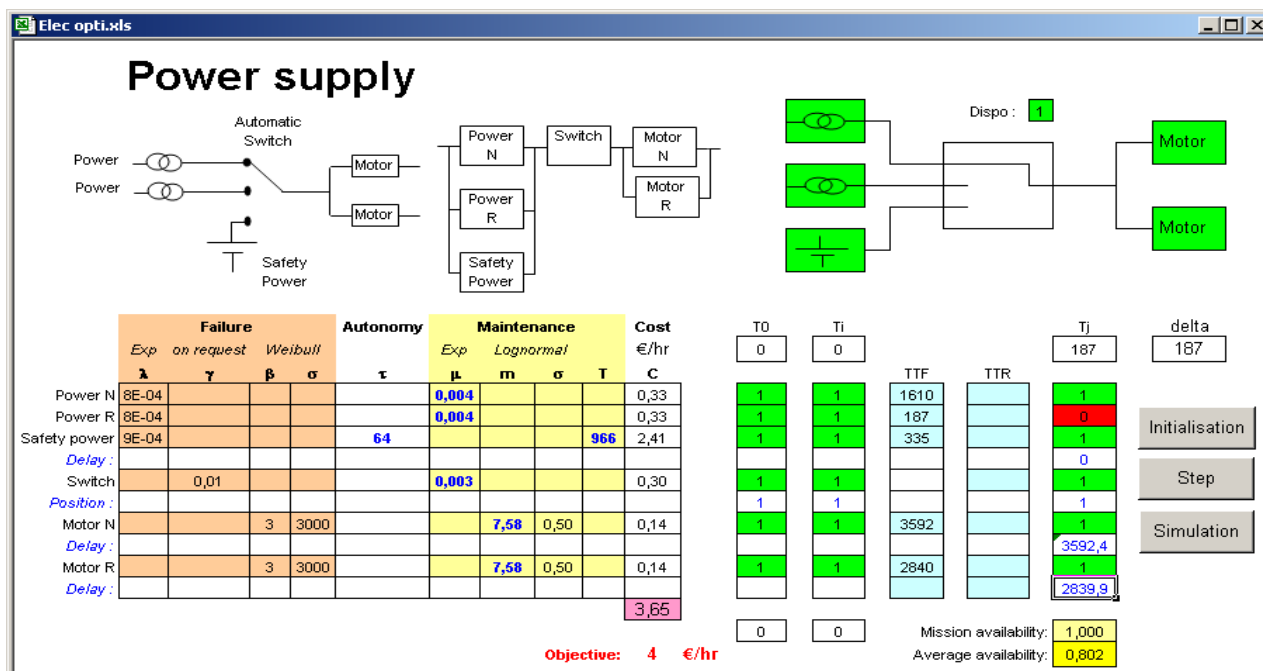 Elec opti.xls
Power supply
Automatic
Switch
Power
Power
Motor
Motor
Safety
Power
Power
N
Switch
Motor
N
Power
R
Motor
R
Safety
Power
Dispo : 1
Motor
Motor
Failure Autonomy Maintenance Cost T0 Ti Tj delta
Exp on request Weibull Exp Lognormal €/hr 0 0 187 187
λ γ β σ τ μ m σ T C TTF TTR
Power N 8E-04 0,004 0,33 1 1 1610 1
Power R 8E-04 0,004 0,33 1 1 187 0
Safety power 9E-04 64 966 2,41 1 1 335 1
Delay : 0
Switch 0,01 0,003 0,30 1 1 1
Position : 1 1 1
Motor N 3 3000 7,58 0,50 0,14 1 1 3592 1
Delay : 3592,4
Motor R 3 3000 7,58 0,50 0,14 1 1 2840 1
Delay : 2839,9
3,65
Initialisation
Step
Simulation
0 0 Mission availability: 1,000
Objective: 4 €/hr Average availability: 0,802